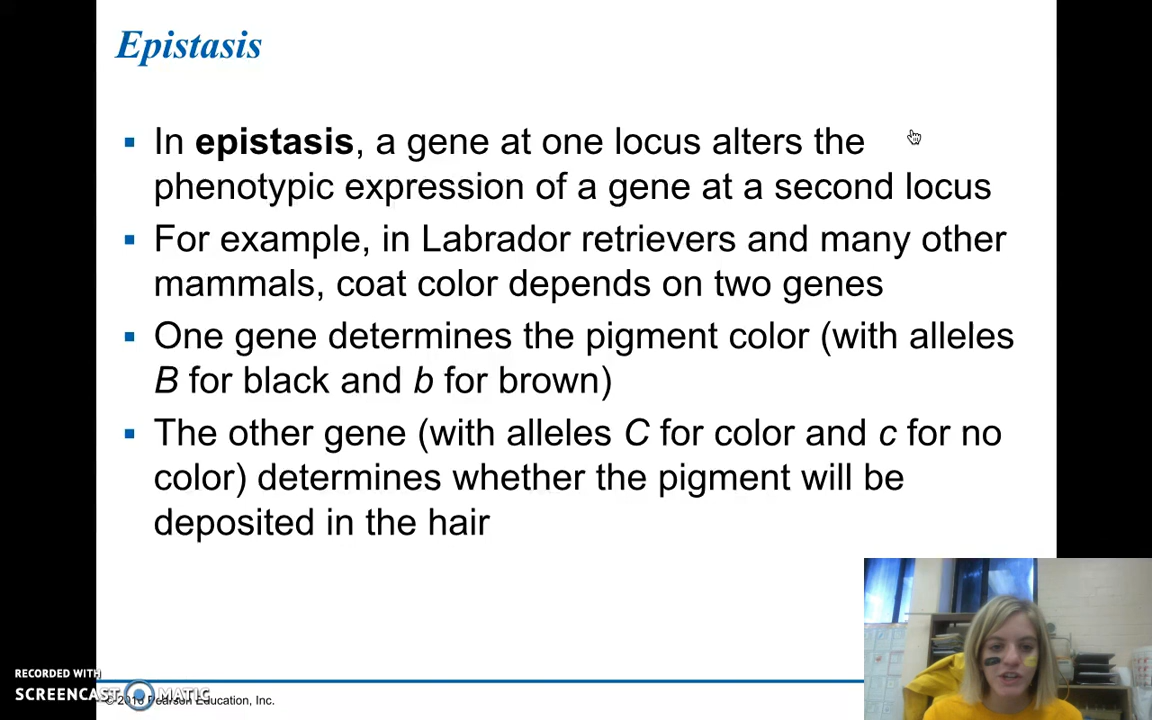 Epistasis
In epistasis, a gene at one locus alters the
phenotypic expression of a gene at a second locus
For example, in Labrador retrievers and many other
mammals, coat color depends on two genes
One gene determines the pigment color (with alleles
B for black and b for brown)
The other gene (with alleles C for color and c for no
color) determines whether the pigment will be
deposited in the hair
RECORDED WITH
SCREENCAST MATIC
Pearson Education, Inc.